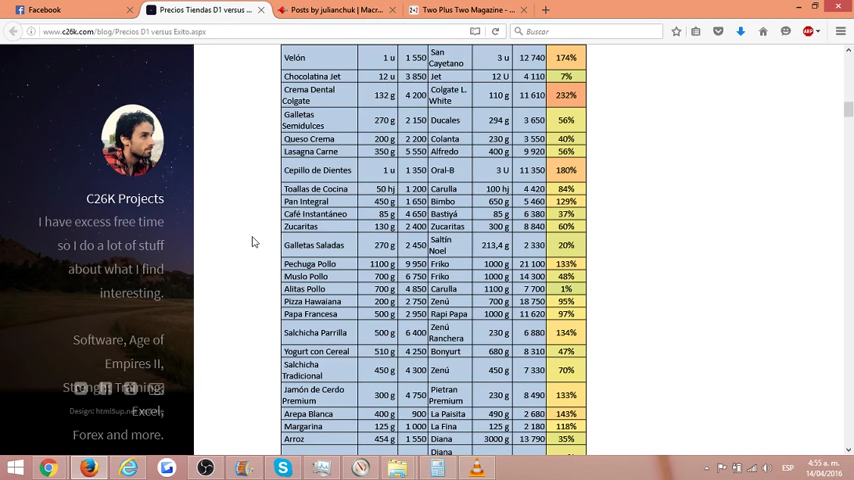 Facebook
Precios Tiendas D1 versus ...
Posts by julianchuk | Macr...
Two Plus Two Magazine - ...
www.c26k.com/blog/Precios D1 versus Exito.aspx
Buscar
ABP
C26K Projects
I have excess free time
so I do a lot of stuff
about what I find
interesting.
Software, Age of
Empires II,
Strength Training,
Excel,
Forex and more.
Velón 1 u 1 550 San Cayetano 3 u 12 740 174%
Chocolatina Jet 12 u 3 850 Jet 12 U 4 110 7%
Crema Dental Colgate 132 g 4 200 Colgate L. White 110 g 11 610 232%
Galletas Semidulces 270 g 2 150 Ducales 294 g 3 650 56%
Queso Crema 200 g 2 200 Colanta 230 g 3 550 40%
Lasagna Carne 350 g 5 550 Alfredo 400 g 9 920 56%
Cepillo de Dientes 1 u 1 350 Oral-B 3 U 11 350 180%
Toallas de Cocina 50 hj 1 200 Carulla 100 hj 4 420 84%
Pan Integral 450 g 1 650 Bimbo 650 g 5 460 129%
Café Instantáneo 85 g 4 650 Bastiyá 85 g 6 380 37%
Zucaritas 130 g 2 400 Zucaritas 300 g 8 840 60%
Galletas Saladas 270 g 2 450 Saltín Noel 213,4 g 2 330 20%
Pechuga Pollo 1100 g 9 950 Friko 1000 g 21 100 133%
Muslo Pollo 700 g 6 750 Friko 1000 g 14 300 48%
Alitas Pollo 700 g 4 850 Carulla 1100 g 7 700 1%
Pizza Hawaiana 200 g 2 750 Zenú 700 g 18 750 95%
Papa Francesa 500 g 2 950 Rapi Papa 1000 g 11 620 97%
Salchicha Parrilla 500 g 6 400 Zenú Ranchera 230 g 6 880 134%
Yogurt con Cereal 510 g 4 250 Bonyurt 680 g 8 310 47%
Salchicha Tradicional 450 g 4 300 Zenú 450 g 7 330 70%
Jamón de Cerdo Premium 300 g 4 750 Pietran Premium 230 g 8 490 133%
Arepa Blanca 400 g 900 La Paisita 490 g 2 680 143%
Margarina 125 g 1 000 La Fina 125 g 2 180 118%
Arroz 454 g 1 550 Diana 3000 g 13 790 35%
Diana
ESP
4:55 a. m.
14/04/2016